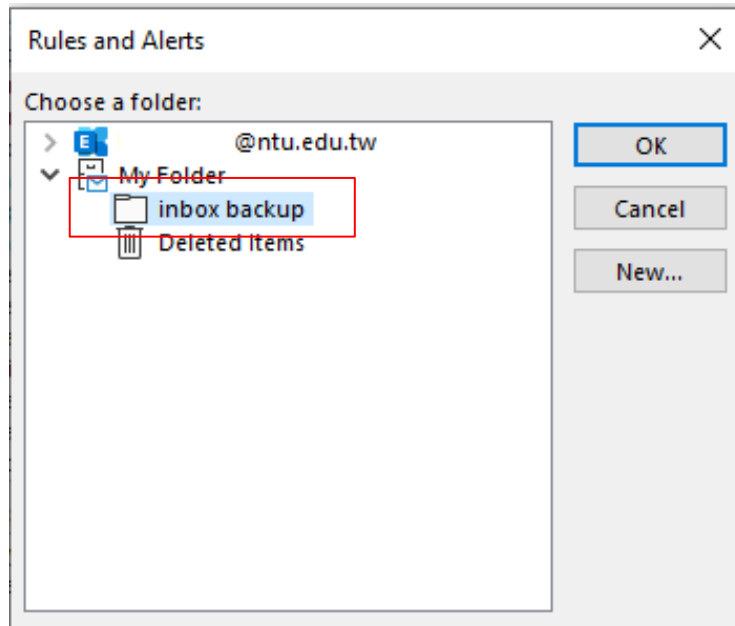 Rules and Alerts
Choose a folder:
@ntu.edu.tw
My Folder
inbox backup
Deleted Items
OK
Cancel
New...